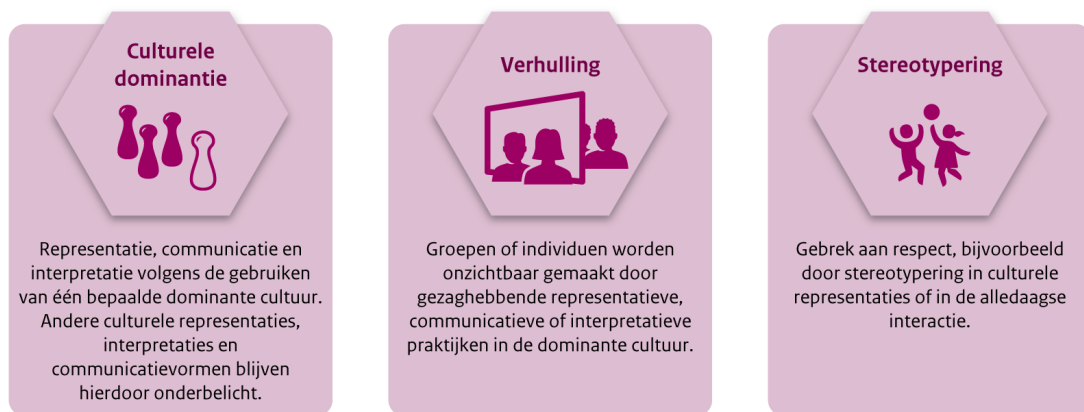 Culturele
dominantie
Representatie, communicatie en
interpretatie volgens de gebruiken
van één bepaalde dominante cultuur.
Andere culturele representaties,
interpretaties en
communicatievormen blijven
hierdoor onderbelicht.
Verhulling
Groepen of individuen worden
onzichtbaar gemaakt door
gezaghebbende representatieve,
communicatieve of interpretatieve
praktijken in de dominante cultuur.
Stereotypering
Gebrek aan respect, bijvoorbeeld
door stereotypering in culturele
representaties of in de alledaagse
interactie.